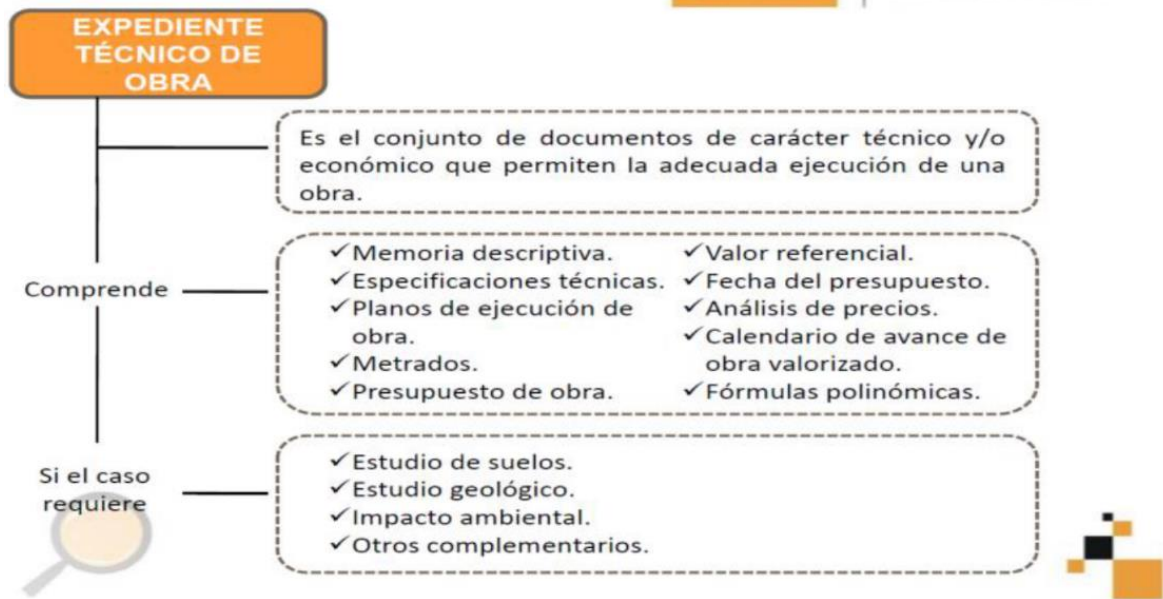 EXPEDIENTE
TÉCNICO DE
OBRA
Es el conjunto de documentos de carácter técnico y/o
económico que permiten la adecuada ejecución de una
obra.
Comprende
✓Memoria descriptiva.
✓Especificaciones técnicas.
✓Planos de ejecución de
obra.
✓Metrados.
✓Presupuesto de obra.
✓Valor referencial.
✓Fecha del presupuesto.
✓Análisis de precios.
✓Calendario de avance de
obra valorizado.
✓Fórmulas polinómicas.
Si el caso
requiere
✓Estudio de suelos.
✓Estudio geológico.
✓Impacto ambiental.
✓Otros complementarios.